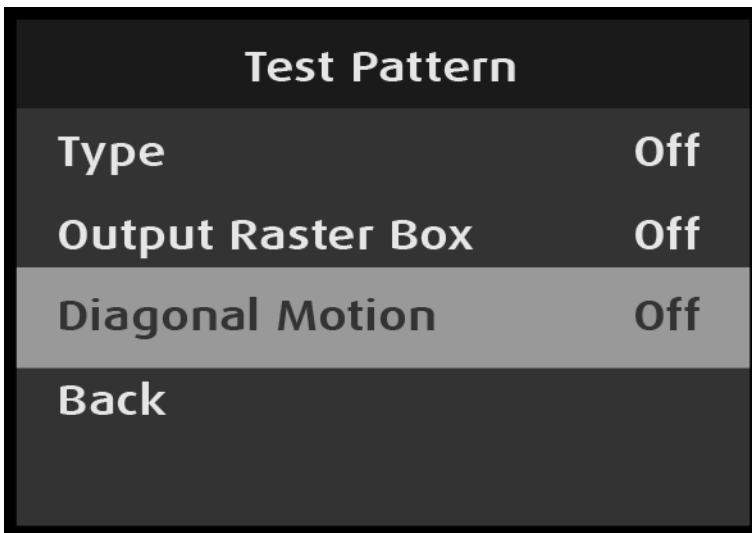 Test Pattern
Type Off
Output Raster Box Off
Diagonal Motion Off
Back